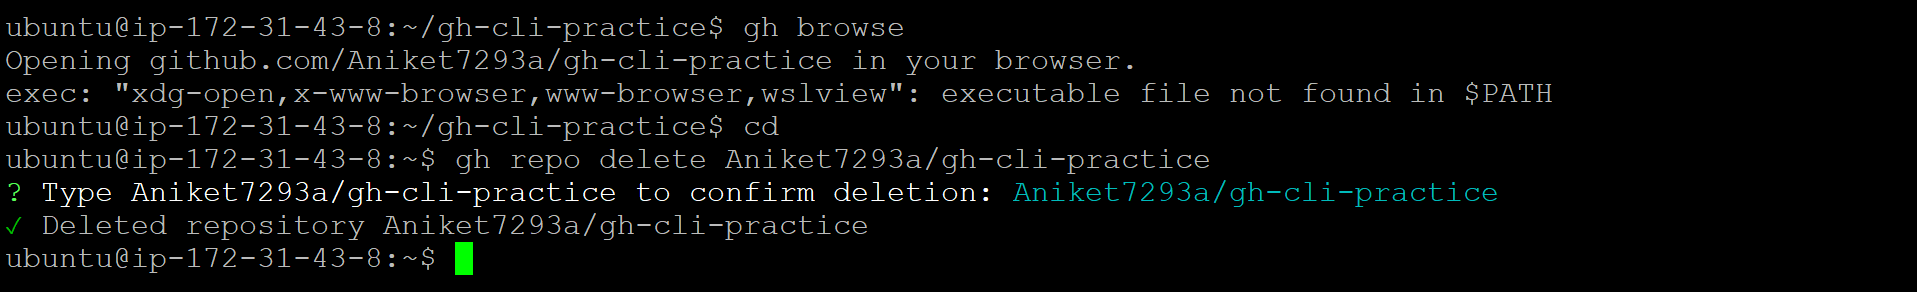 ubuntu@ip-172-31-43-8:~/gh-cli-practice$ gh browse
Opening github.com/Aniket7293a/gh-cli-practice in your browser.
exec: "xdg-open,x-www-browser,www-browser,wslview": executable file not found in $PATH
ubuntu@ip-172-31-43-8:~/gh-cli-practice$ cd
ubuntu@ip-172-31-43-8:~$ gh repo delete Aniket7293a/gh-cli-practice
? Type Aniket7293a/gh-cli-practice to confirm deletion: Aniket7293a/gh-cli-practice
✓ Deleted repository Aniket7293a/gh-cli-practice
ubuntu@ip-172-31-43-8:~$